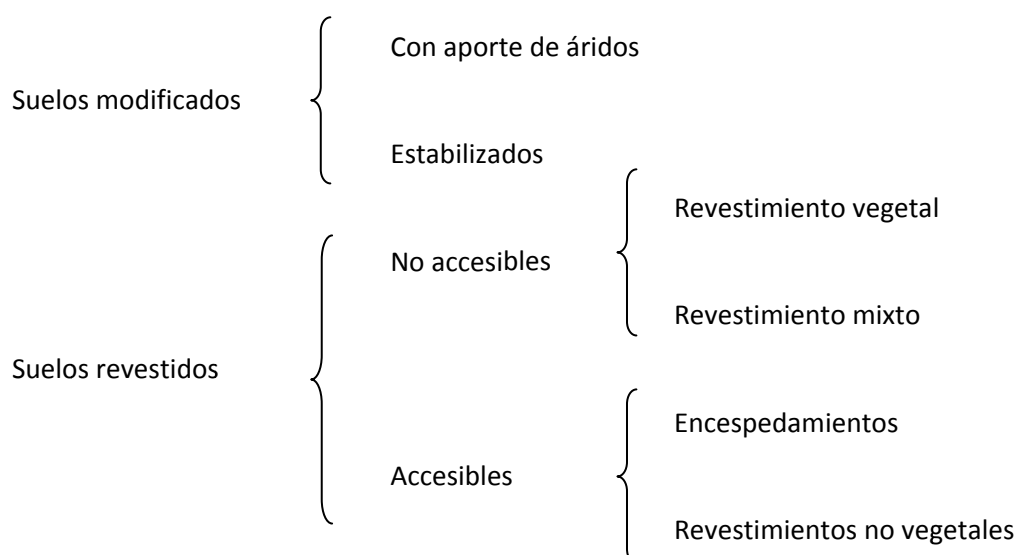 Suelos modificados
Con aporte de áridos
Estabilizados
Suelos revestidos
No accesibles
Revestimiento vegetal
Revestimiento mixto
Accesibles
Encespedamientos
Revestimientos no vegetales